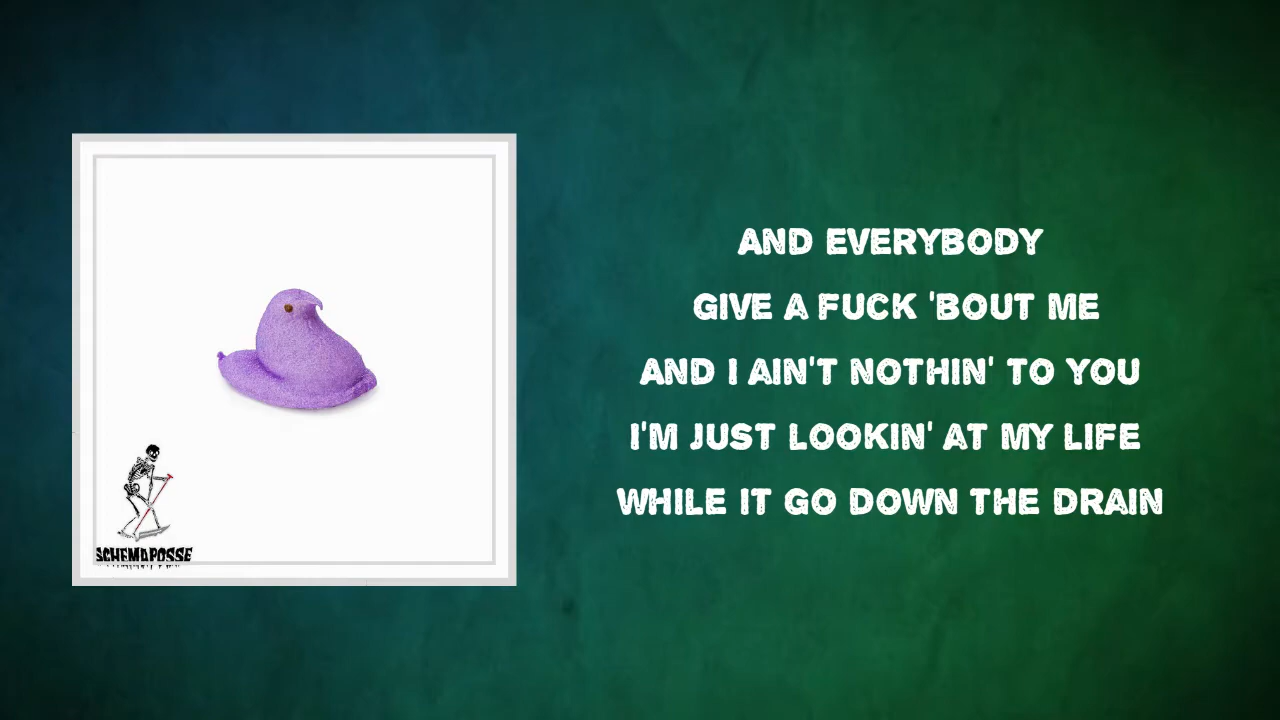 AND EVERYBODY
GIVE A FUCK 'BOUT ME
AND I AIN'T NOTHIN' TO YOU
I'M JUST LOOKIN' AT MY LIFE
WHILE IT GO DOWN THE DRAIN
SCHEMAPOSSE